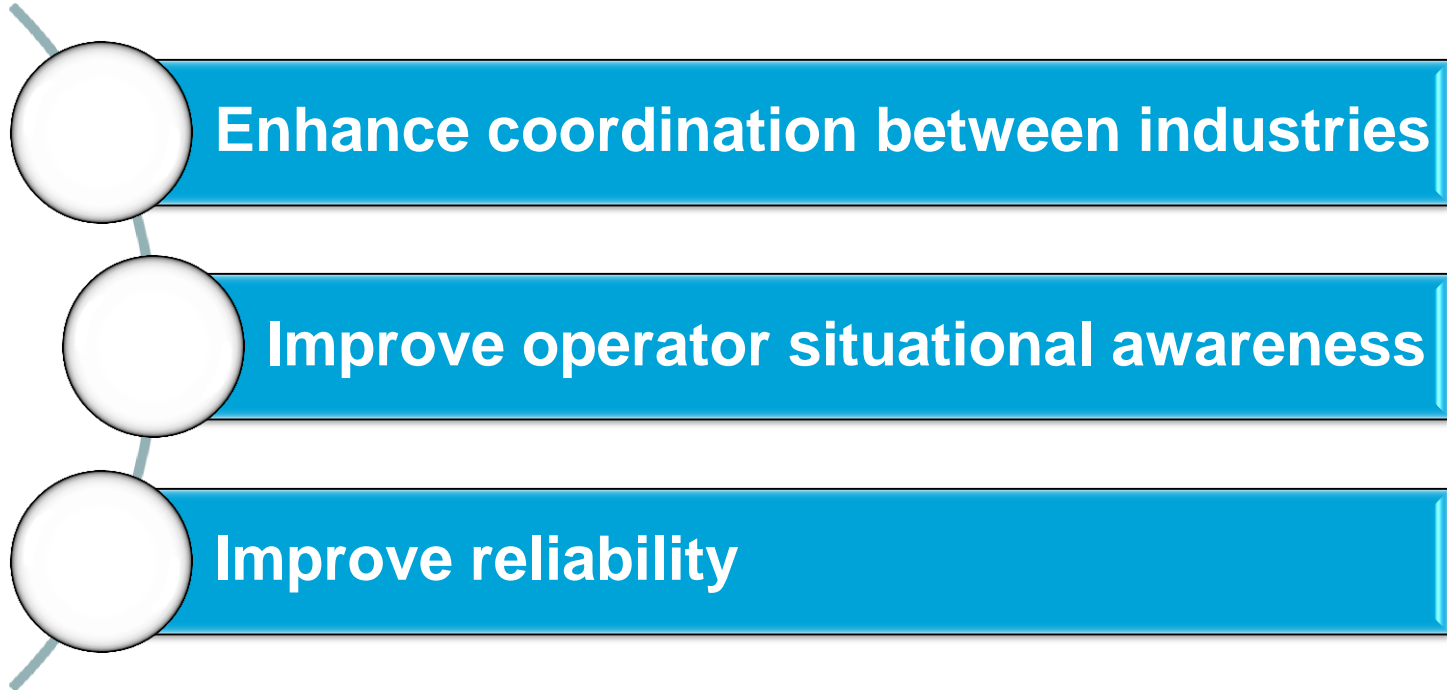 Enhance coordination between industries
Improve operator situational awareness
Improve reliability